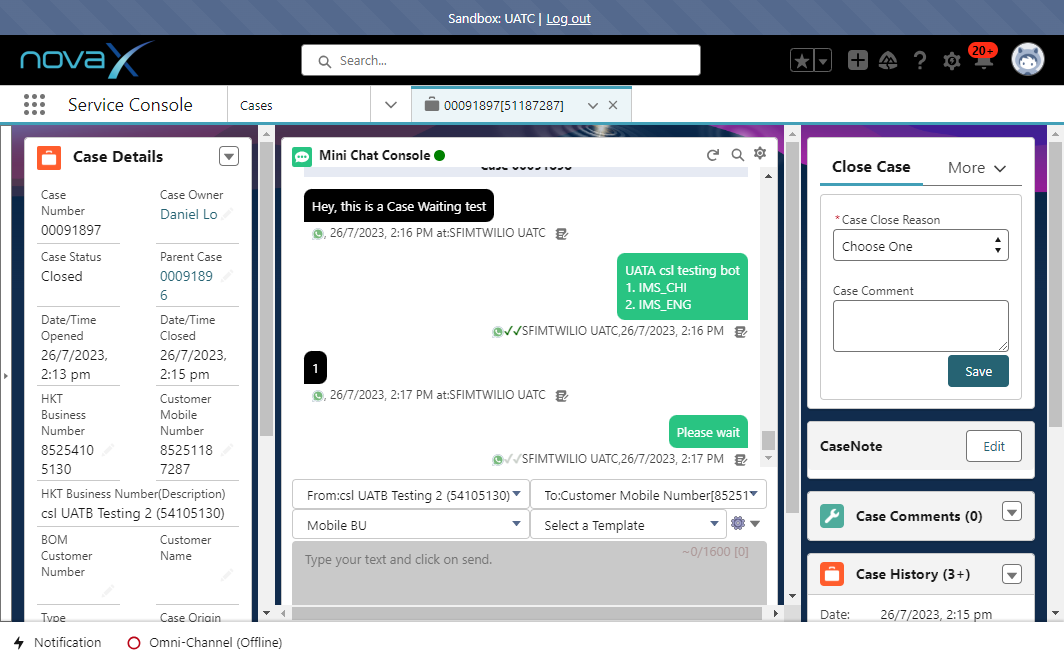 Sandbox: UATC | Log out
novaX
Search...
20+
Service Console
Cases
00091897[51187287]
Case Details
Case Number
Case Owner
00091897
Daniel Lo
Case Status
Parent Case
Closed
0009189
6
Date/Time Opened
Date/Time Closed
26/7/2023,
2:13 pm
26/7/2023,
2:15 pm
HKT Business Number
Customer Mobile Number
8525410
5130
8525118
7287
HKT Business Number(Description)
csl UATB Testing 2 (54105130)
BOM Customer Number
Customer Name
Type
Case Origin
Mini Chat Console
Case 00091896
Hey, this is a Case Waiting test
, 26/7/2023, 2:16 PM at:SFIMTWILIO UATC
UATA csl testing bot
1. IMS_CHI
2. IMS_ENG
SFIMTWILIO UATC,26/7/2023, 2:16 PM
1
, 26/7/2023, 2:17 PM at:SFIMTWILIO UATC
Please wait
SFIMTWILIO UATC,26/7/2023, 2:17 PM
From:csl UATB Testing 2 (54105130)
To:Customer Mobile Number[85251
Mobile BU
Select a Template
~0/1600 [0]
Type your text and click on send.
Close Case
More
*Case Close Reason
Choose One
Case Comment
Save
CaseNote
Edit
Case Comments (0)
Case History (3+)
Date:
26/7/2023, 2:15 pm
Notification
Omni-Channel (Offline)